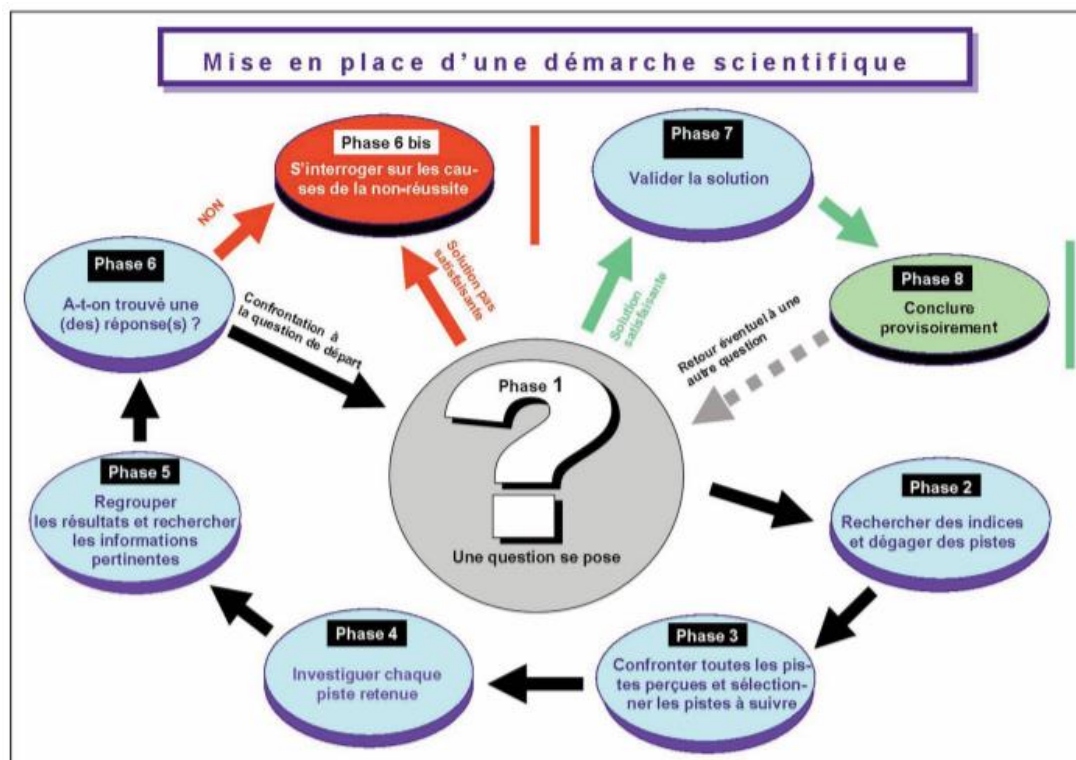 Mise en place d'une démarche scientifique
Phase 1
Une question se pose
Phase 2
Rechercher des indices
et dégager des pistes
Phase 3
Confronter toutes les pis-
tes perçues et sélection-
ner les pistes à suivre
Phase 4
Investiguer chaque
piste retenue
Phase 5
Regrouper
les résultats et rechercher
les informations
pertinentes
Phase 6
A-t-on trouvé une
(des) réponse(s) ?
NON
Confrontation à
la question de départ
Phase 6 bis
S'interroger sur les cau-
ses de la non-réussite
Solution pas
satisfaisante
Solution
satisfaisante
Phase 7
Valider la solution
Phase 8
Conclure
provisoirement
Retour éventuel à une
autre question